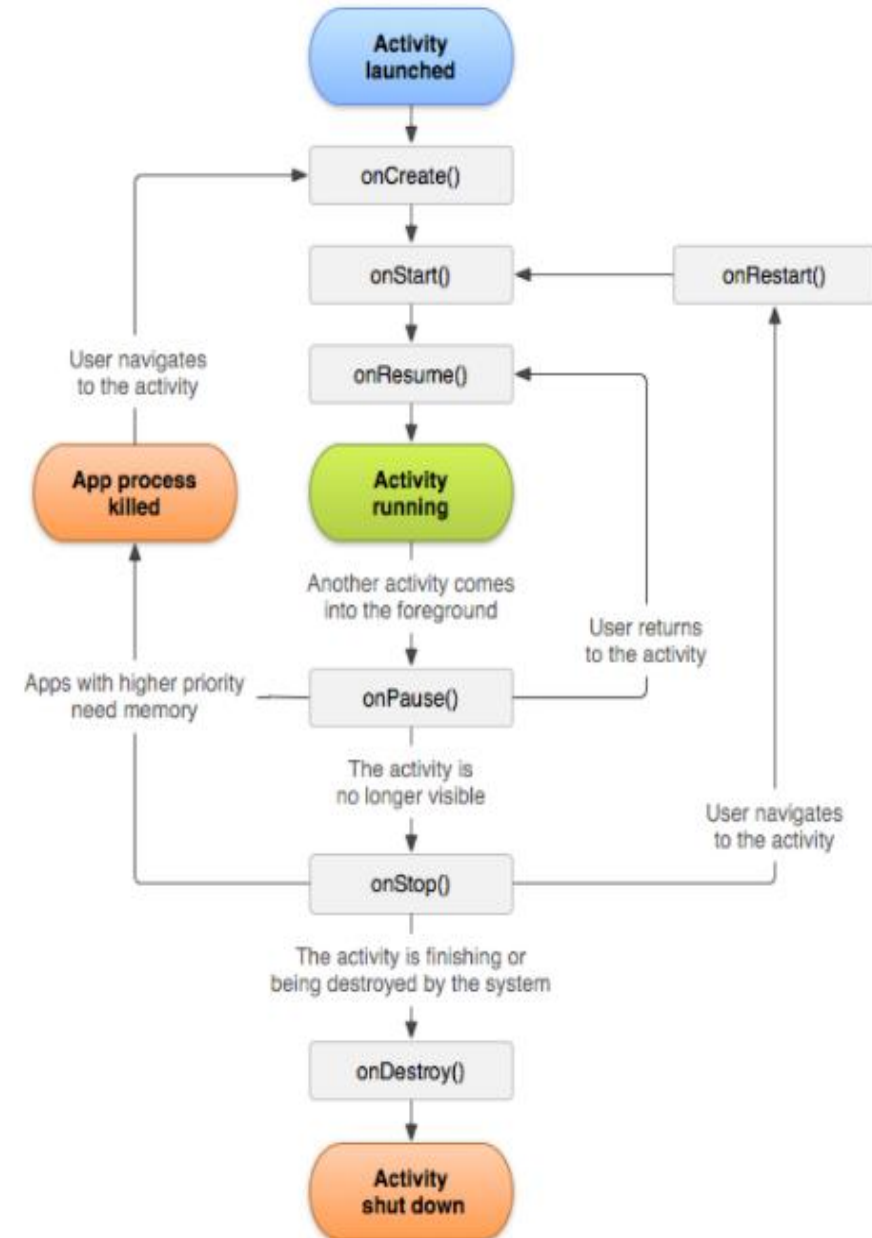 Activity
launched
onCreate()
onStart()
onRestart()
onResume()
User navigates
to the activity
App process
killed
Activity
running
Another activity comes
into the foreground
User returns
to the activity
Apps with higher priority
need memory
onPause()
The activity is
no longer visible
User navigates
to the activity
onStop()
The activity is finishing or
being destroyed by the system
onDestroy()
Activity
shut down